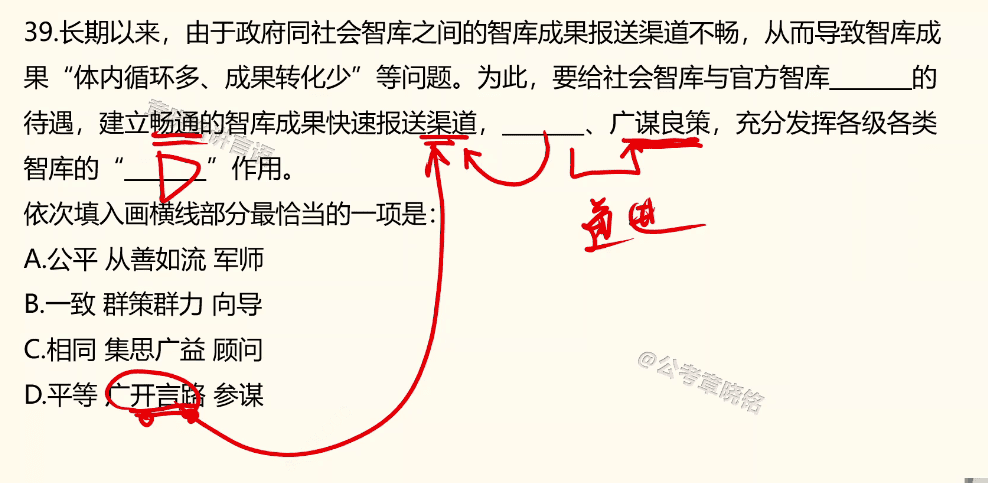 39.长期以来，由于政府同社会智库之间的智库成果报送渠道不畅，从而导致智库成
果“体内循环多、成果转化少”等问题。为此，要给社会智库与官方智库_______的
待遇，建立畅通的智库成果快速报送渠道，_______、广谋良策，充分发挥各级各类
智库的“_______”作用。
依次填入画横线部分最恰当的一项是：
A.公平 从善如流 军师
B.一致 群策群力 向导
C.相同 集思广益 顾问
D.平等 广开言路 参谋
@公考章晓铭